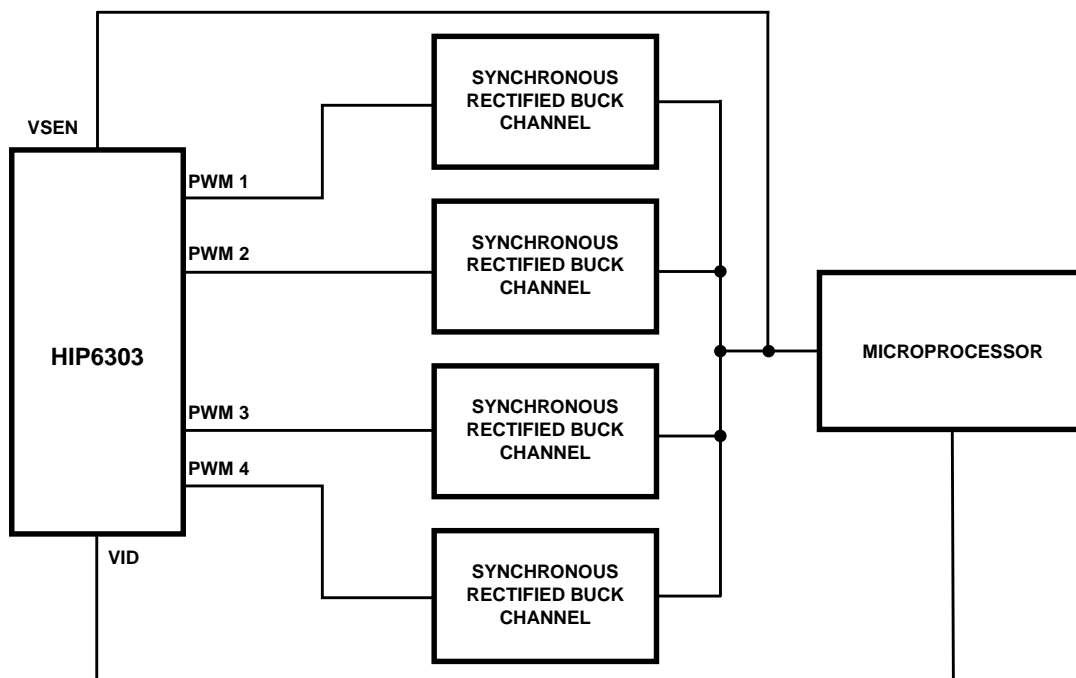 VSEN
HIP6303
PWM 1
PWM 2
PWM 3
PWM 4
VID
SYNCHRONOUS
RECTIFIED BUCK
CHANNEL
SYNCHRONOUS
RECTIFIED BUCK
CHANNEL
SYNCHRONOUS
RECTIFIED BUCK
CHANNEL
SYNCHRONOUS
RECTIFIED BUCK
CHANNEL
MICROPROCESSOR